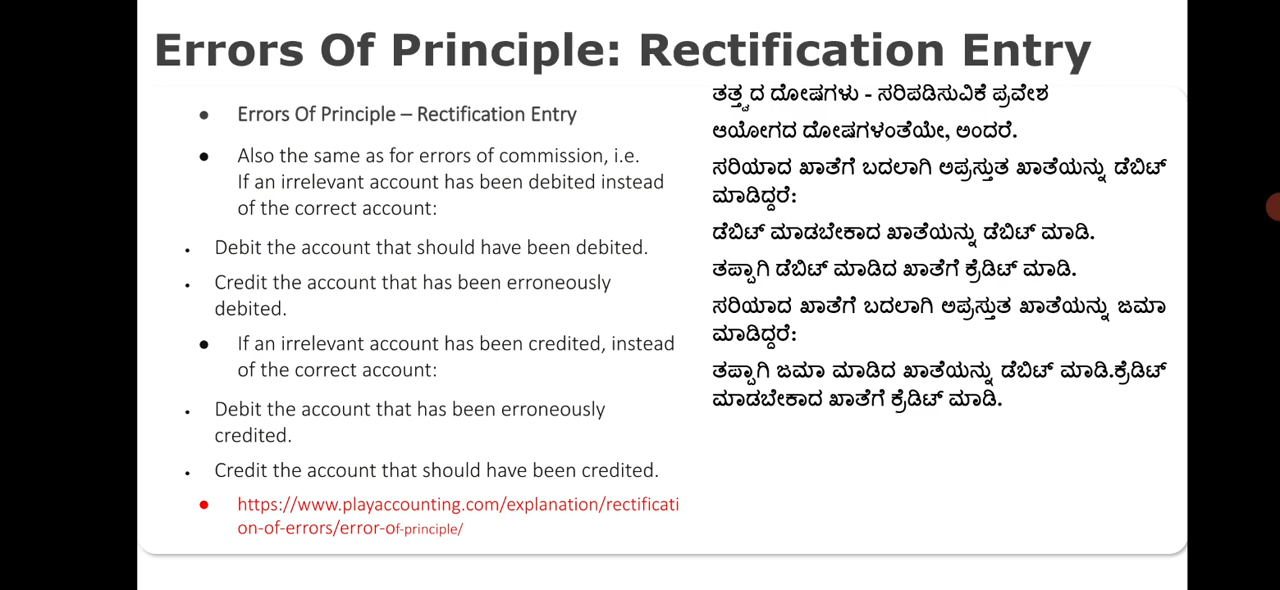 Errors Of Principle: Rectification Entry
● Errors Of Principle – Rectification Entry
● Also the same as for errors of commission, i.e.
If an irrelevant account has been debited instead
of the correct account:
• Debit the account that should have been debited.
• Credit the account that has been erroneously
debited.
● If an irrelevant account has been credited, instead
of the correct account:
• Debit the account that has been erroneously
credited.
• Credit the account that should have been credited.
● https://www.playaccounting.com/explanation/rectificati
on-of-errors/error-of-principle/
ತತ್ತ್ವದ ದೋಷಗಳು - ಸರಿಪಡಿಸುವಿಕೆ ಪ್ರವೇಶ
ಆಯೋಗದ ದೋಷಗಳಂತೆಯೇ, ಅಂದರೆ.
ಸರಿಯಾದ ಖಾತೆಗೆ ಬದಲಾಗಿ ಅಪ್ರಸ್ತುತ ಖಾತೆಯನ್ನು ಡೆಬಿಟ್
ಮಾಡಿದ್ದರೆ:
ಡೆಬಿಟ್ ಮಾಡಬೇಕಾದ ಖಾತೆಯನ್ನು ಡೆಬಿಟ್ ಮಾಡಿ.
ತಪ್ಪಾಗಿ ಡೆಬಿಟ್ ಮಾಡಿದ ಖಾತೆಗೆ ಕ್ರೆಡಿಟ್ ಮಾಡಿ.
ಸರಿಯಾದ ಖಾತೆಗೆ ಬದಲಾಗಿ ಅಪ್ರಸ್ತುತ ಖಾತೆಯನ್ನು ಜಮಾ
ಮಾಡಿದ್ದರೆ:
ತಪ್ಪಾಗಿ ಜಮಾ ಮಾಡಿದ ಖಾತೆಯನ್ನು ಡೆಬಿಟ್ ಮಾಡಿ.ಕ್ರೆಡಿಟ್
ಮಾಡಬೇಕಾದ ಖಾತೆಗೆ ಕ್ರೆಡಿಟ್ ಮಾಡಿ.